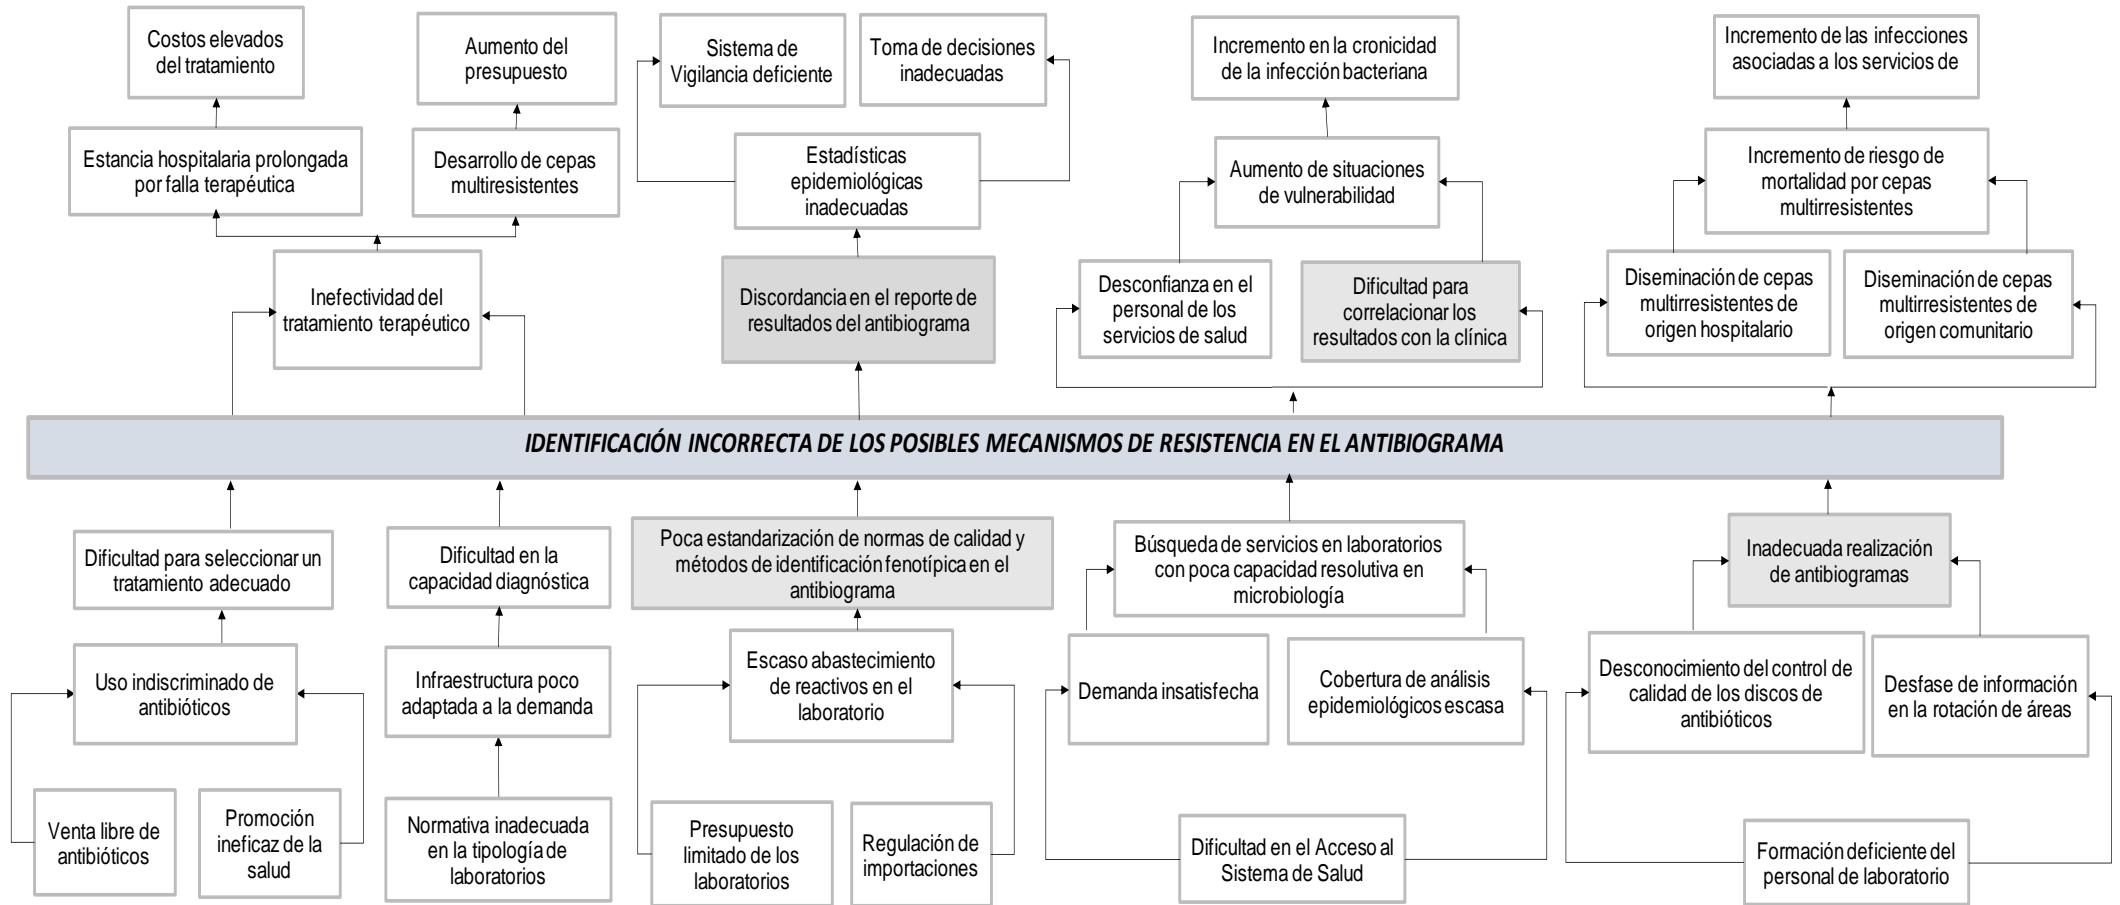 Costos elevados
del tratamiento
Aumento del
presupuesto
Sistema de
Vigilancia deficiente
Toma de decisiones
inadecuadas
Incremento en la cronicidad
de la infección bacteriana
Incremento de las infecciones
asociadas a los servicios de
Estancia hospitalaria prolongada
por falla terapéutica
Desarrollo de cepas
multiresistentes
Estadísticas
epidemiológicas
inadecuadas
Aumento de situaciones
de vulnerabilidad
Incremento de riesgo de
mortalidad por cepas
multirresistentes
Inefectividad del
tratamiento terapéutico
Discordancia en el reporte de
resultados del antibiograma
Desconfianza en el
personal de los
servicios de salud
Dificultad para
correlacionar los
resultados con la clínica
Diseminación de cepas
multirresistentes de
origen hospitalario
Diseminación de cepas
multirresistentes de
origen comunitario
IDENTIFICACIÓN INCORRECTA DE LOS POSIBLES MECANISMOS DE RESISTENCIA EN EL ANTIBIOGRAMA
Dificultad para seleccionar un
tratamiento adecuado
Dificultad en la
capacidad diagnóstica
Poca estandarización de normas de calidad y
métodos de identificación fenotípica en el
antibiograma
Búsqueda de servicios en laboratorios
con poca capacidad resolutiva en
microbiología
Inadecuada realización
de antibiogramas
Uso indiscriminado de
antibióticos
Infraestructura poco
adaptada a la demanda
Escaso abastecimiento
de reactivos en el
laboratorio
Demanda insatisfecha
Cobertura de análisis
epidemiológicos escasa
Desconocimiento del control de
calidad de los discos de
antibióticos
Desfase de información
en la rotación de áreas
Venta libre de
antibióticos
Promoción
ineficaz de la
salud
Normativa inadecuada
en la tipología de
laboratorios
Presupuesto
limitado de los
laboratorios
Regulación de
importaciones
Dificultad en el Acceso al
Sistema de Salud
Formación deficiente del
personal de laboratorio